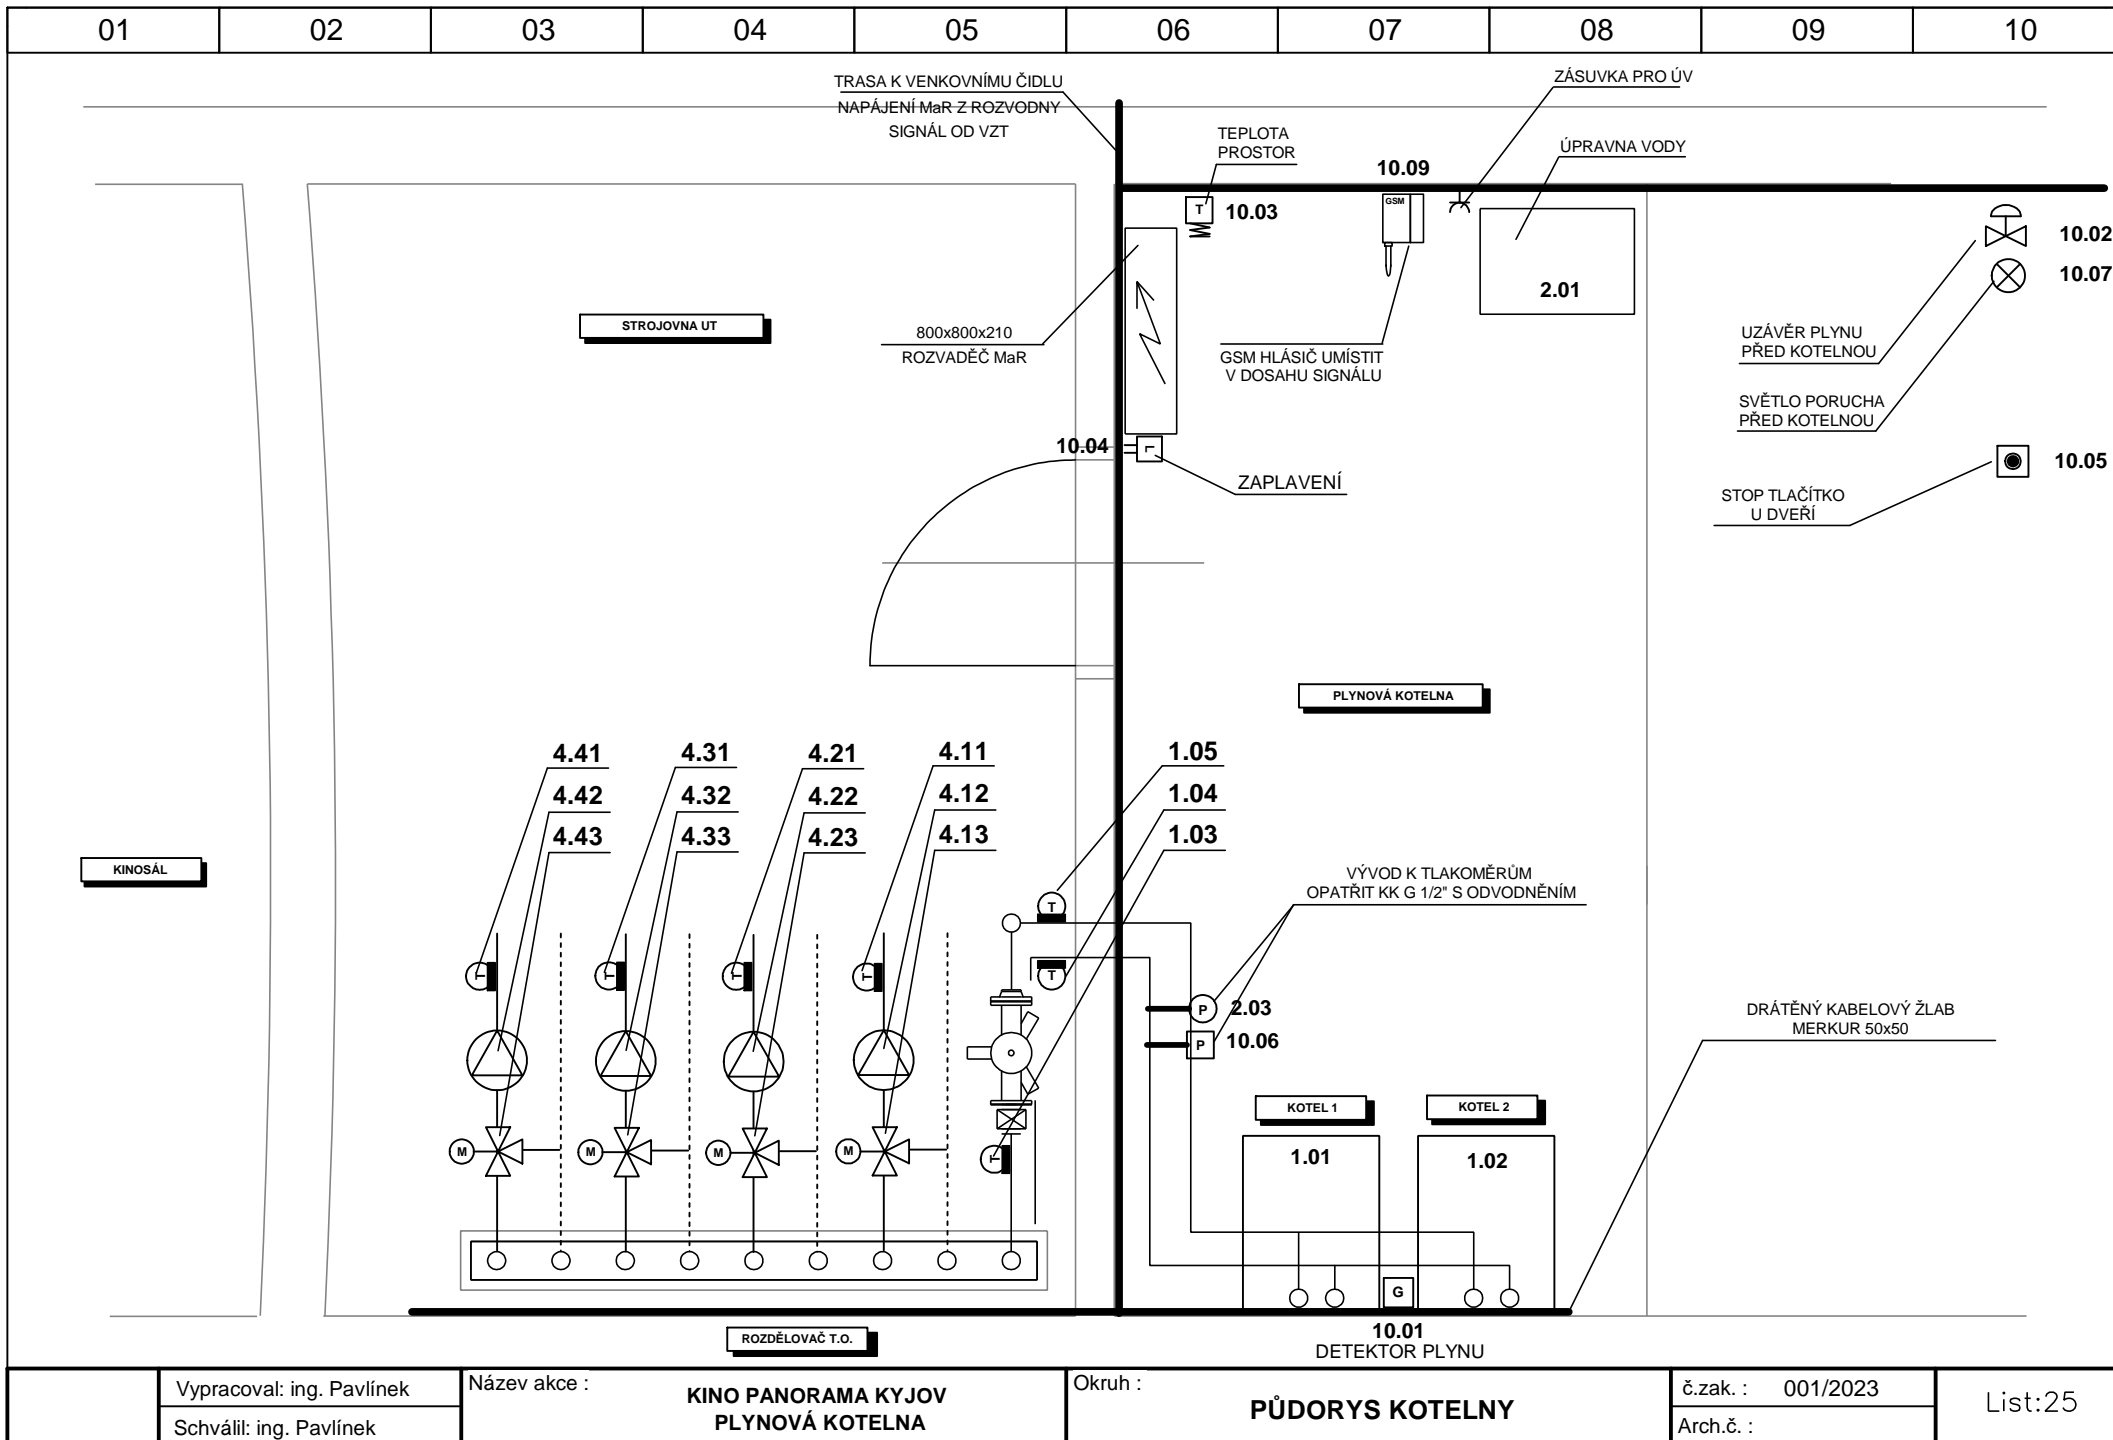 01 02 03 04 05 06 07 08 09 10
TRASA K VENKOVNÍMU ČIDLU
NAPÁJENÍ MaR Z ROZVODNY
SIGNÁL OD VZT
ZÁSUVKA PRO ÚV
TEPLOTA
PROSTOR
ÚPRAVNA VODY
10.09
T
10.03
GSM
10.02
10.07
2.01
STROJOVNA UT
800x800x210
ROZVADĚČ MaR
GSM HLÁSIČ UMÍSTIT
V DOSAHU SIGNÁLU
UZÁVĚR PLYNU
PŘED KOTELNOU
SVĚTLO PORUCHA
PŘED KOTELNOU
10.04
L
ZAPLAVENÍ
10.05
STOP TLAČÍTKO
U DVEŘÍ
PLYNOVÁ KOTELNA
4.41 4.31 4.21 4.11 1.05
4.42 4.32 4.22 4.12 1.04
4.43 4.33 4.23 4.13 1.03
KINOSÁL
VÝVOD K TLAKOMĚRŮM
OPATŘIT KK G 1/2" S ODVODNĚNÍM
T
T T T T T
P
2.03
P
10.06
DRÁTĚNÝ KABELOVÝ ŽLAB
MERKUR 50x50
KOTEL 1
KOTEL 2
M M M M T
1.01
1.02
G
10.01
DETEKTOR PLYNU
ROZDĚLOVAČ T.O.
Vypracoval: ing. Pavlínek
Schválil: ing. Pavlínek
Název akce :
KINO PANORAMA KYJOV
PLYNOVÁ KOTELNA
Okruh :
PŮDORYS KOTELNY
č.zak. : 001/2023
Arch.č. :
List:25